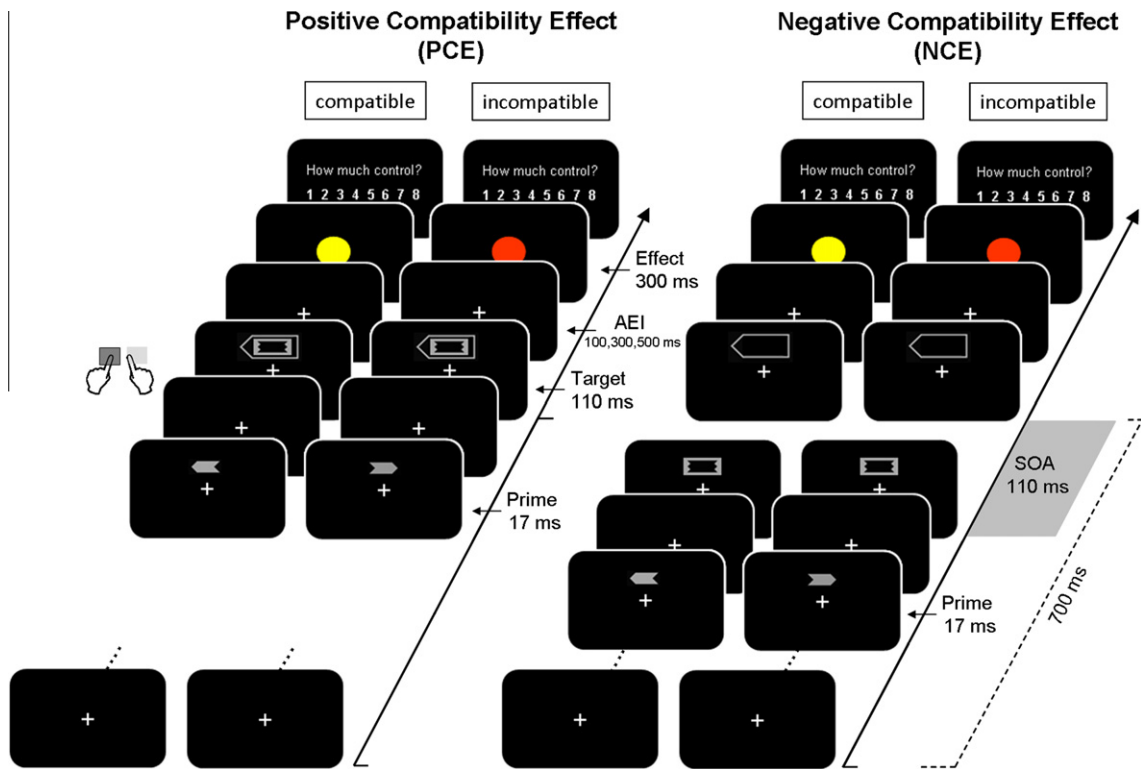 Positive Compatibility Effect
(PCE)
Negative Compatibility Effect
(NCE)
compatible
incompatible
compatible
incompatible
How much control?
1 2 3 4 5 6 7 8
How much control?
1 2 3 4 5 6 7 8
How much control?
1 2 3 4 5 6 7 8
How much control?
1 2 3 4 5 6 7 8
Effect
300 ms
AEI
100,300,500 ms
Target
110 ms
Prime
17 ms
SOA
110 ms
700 ms
Prime
17 ms